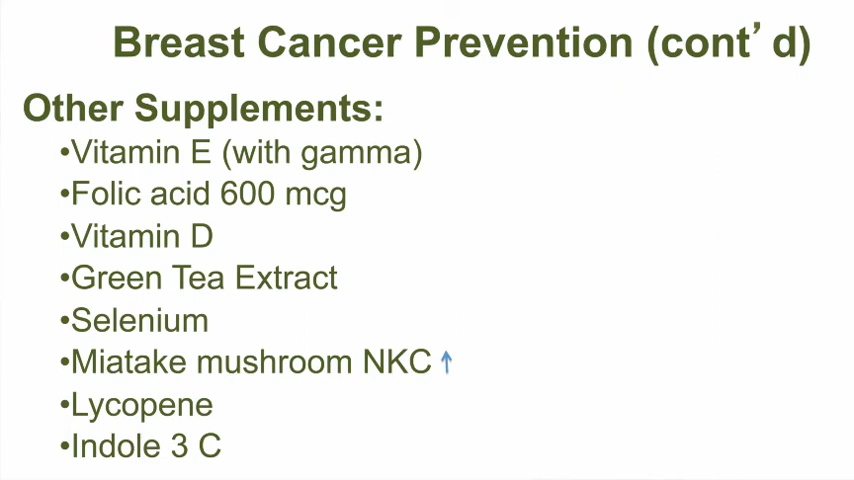 Breast Cancer Prevention (cont’ d)
Other Supplements:
•Vitamin E (with gamma)
•Folic acid 600 mcg
•Vitamin D
•Green Tea Extract
•Selenium
•Miatake mushroom NKC ↑
•Lycopene
•Indole 3 C